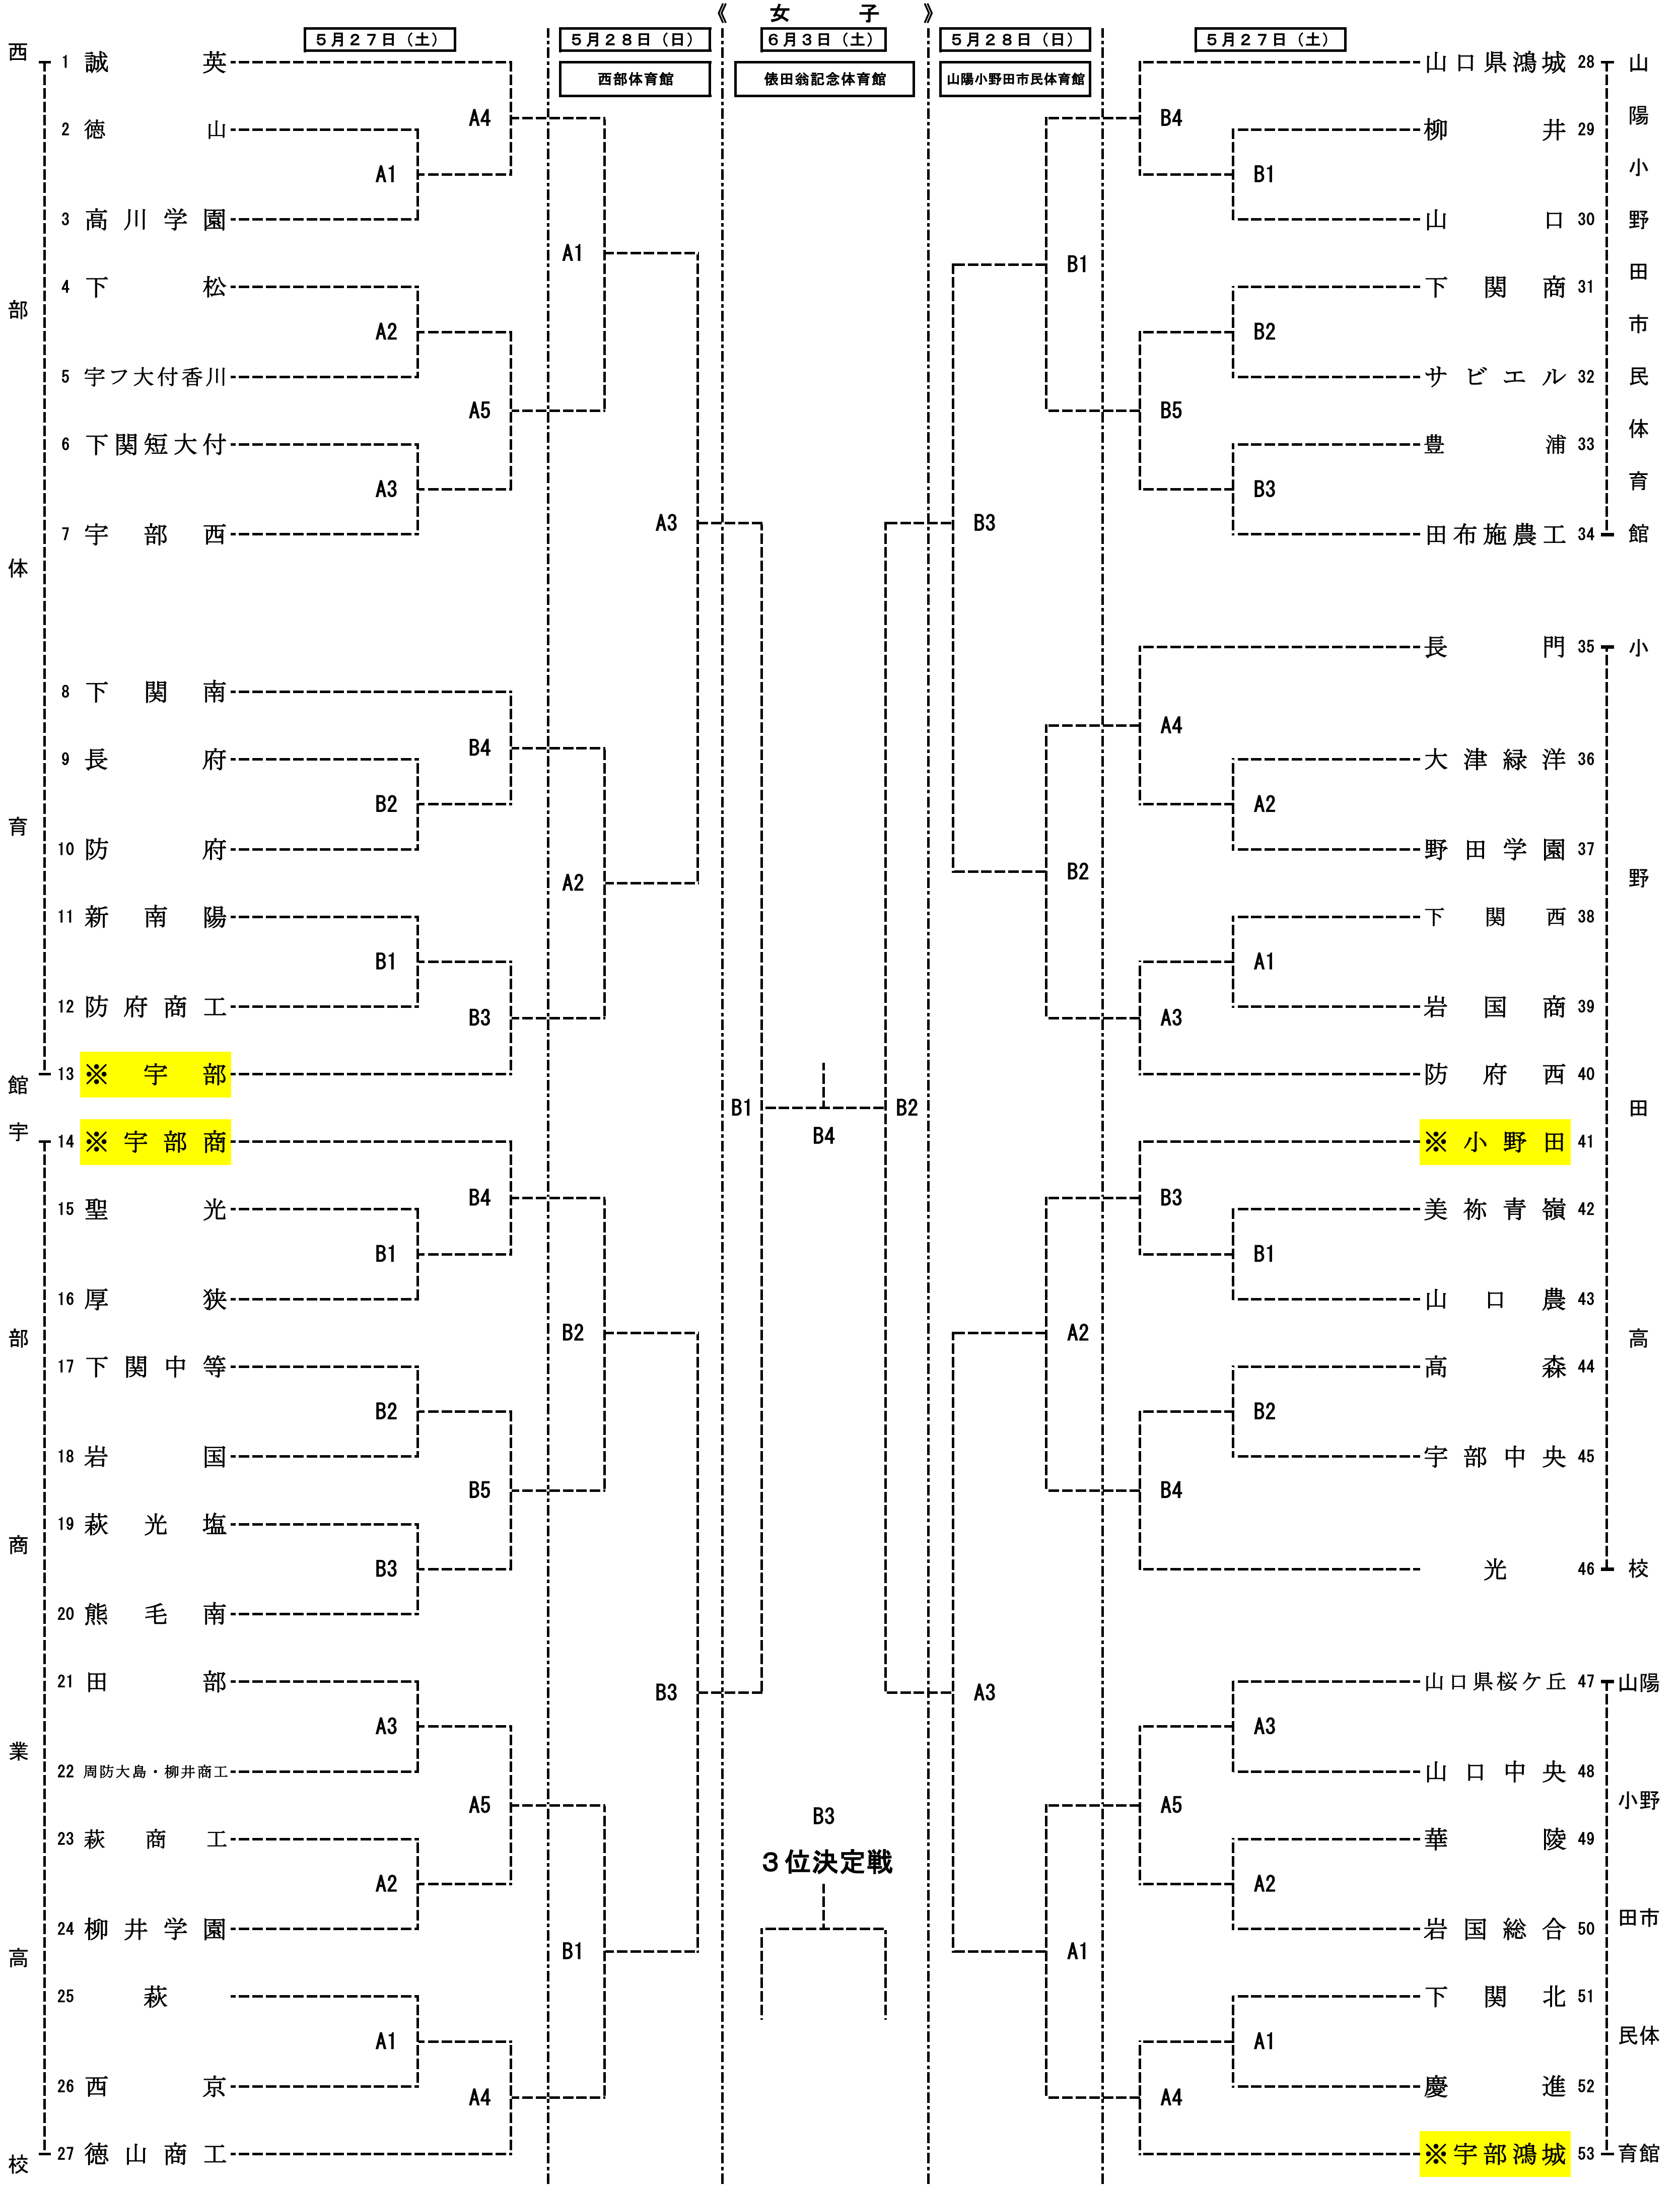 《 女 子 》
５月２７日（土）
５月２８日（日）
６月３日（土）
５月２８日（日）
５月２７日（土）
西部体育館
俵田翁記念体育館
山陽小野田市民体育館
西部体育館
1 誠英
2 徳山
3 高川学園
4 下松
5 宇フ大付香川
6 下関短大付
7 宇部西
8 下関南
9 長府
10 防府
11 新南陽
12 防府商工
13 ※宇部
宇部商業高校
14 ※宇部商
15 聖光
16 厚狭
17 下関中等
18 岩国
19 萩光塩
20 熊毛南
21 田部
22 周防大島・柳井商工
23 萩商工
24 柳井学園
25 萩
26 西京
27 徳山商工
A4
A1
A2
A5
A3
B4
B2
B1
B3
B4
B1
B2
B5
B3
A3
A5
A2
A1
A4
A1
A2
B2
B1
A3
B3
B1
B4
B2
B3
３位決定戦
B3
A3
B1
B2
A2
A1
B4
B1
B2
B5
B3
A4
A2
A1
A3
B3
B1
B2
B4
A3
A5
A2
A1
A4
山口県鴻城 28
柳井 29
山口 30
下関商 31
サビエル 32
豊浦 33
田布施農工 34
山陽小野田市民体育館
長門 35
大津緑洋 36
野田学園 37
下関西 38
岩国商 39
防府西 40
※小野田 41
美祢青嶺 42
山口農 43
高森 44
宇部中央 45
光 46
小野田高校
山口県桜ケ丘 47
山口中央 48
華陵 49
岩国総合 50
下関北 51
慶進 52
※宇部鴻城 53
山陽小野田市民体育館